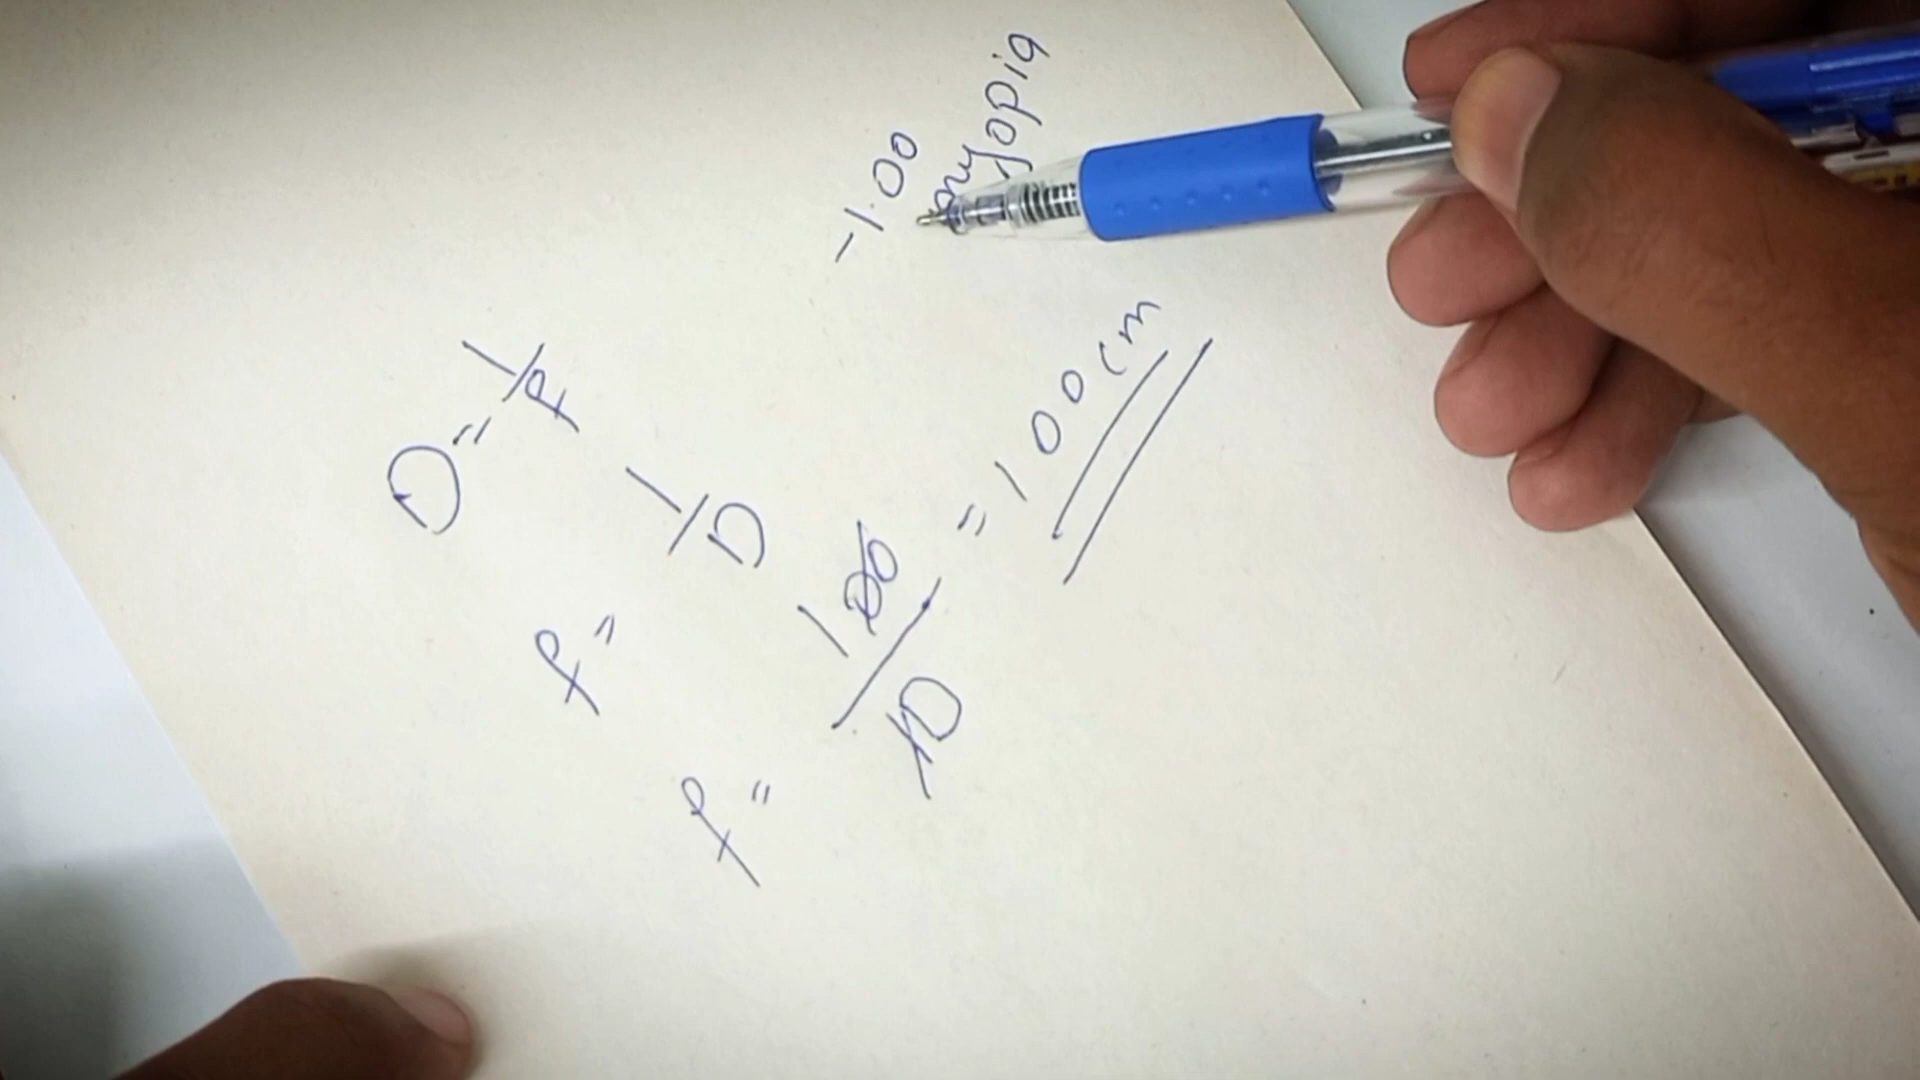 -1.00
myopia
D = 1/f
f = 1/D
f = 100/1D = 100cm